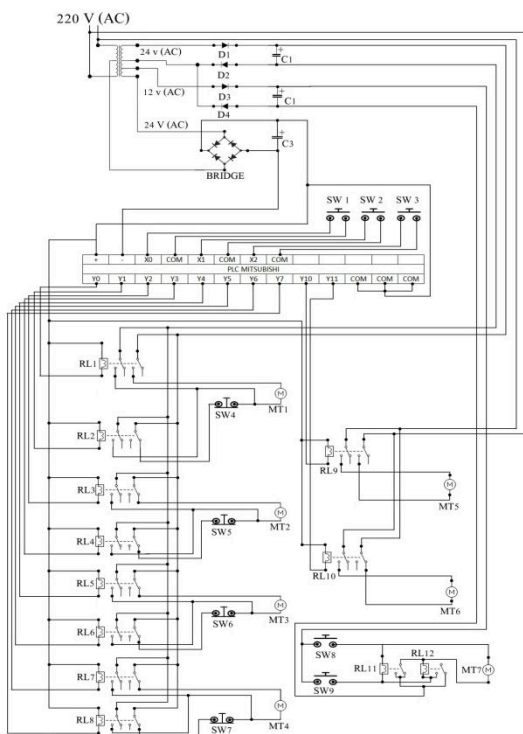 220 V (AC)
24 v (AC)
D1
C1
D2
12 v (AC)
D3
C1
D4
24 V (AC)
C3
BRIDGE
SW 1 SW 2 SW 3
X0 COM X1 COM X2 COM
PLC MITSUBISHI
Y0 Y1 Y2 Y3 Y4 Y5 Y6 Y7 Y10 Y11 COM COM COM
RL1
M
MT1
SW4
RL2
RL9
M
MT5
RL3
M
MT2
SW5
RL4
RL10
M
MT6
RL5
M
MT3
SW6
RL6
SW8
RL12
RL11
M
MT7
SW9
RL7
M
MT4
RL8
SW7